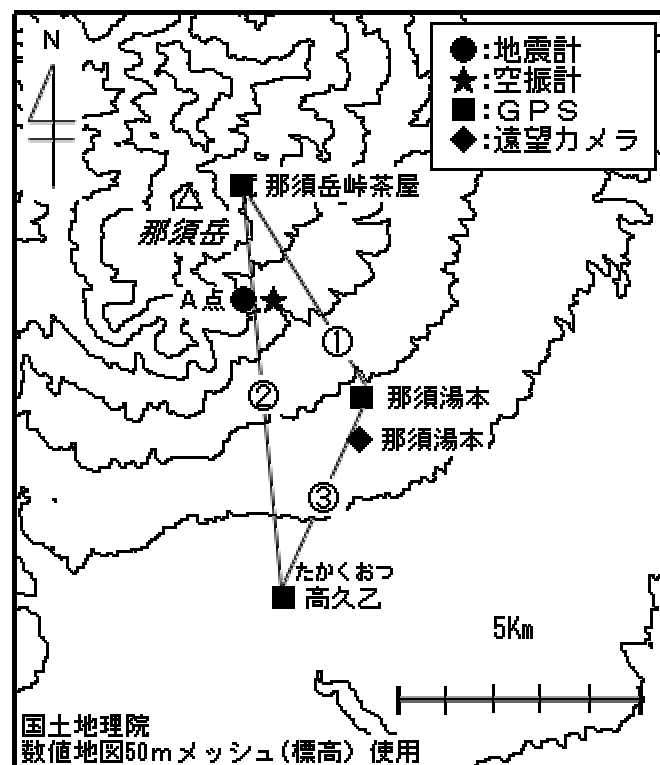 N
●:地震計
★:空振計
■:GPS
◆:遠望カメラ
那須岳峠茶屋
那須岳
A点
①
②
那須湯本
那須湯本
③
たかくおつ
高久乙
5Km
国土地理院
数値地図50mメッシュ(標高)使用